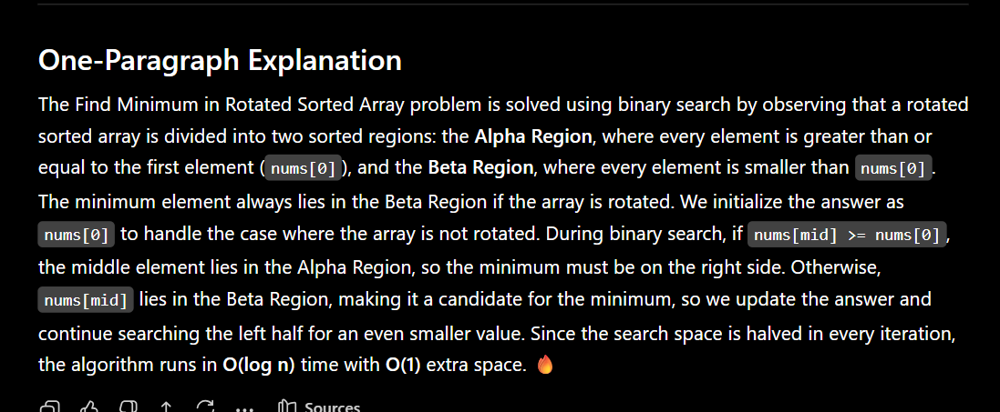 One-Paragraph Explanation
The Find Minimum in Rotated Sorted Array problem is solved using binary search by observing that a rotated
sorted array is divided into two sorted regions: the Alpha Region, where every element is greater than or
equal to the first element (nums[0]), and the Beta Region, where every element is smaller than nums[0].
The minimum element always lies in the Beta Region if the array is rotated. We initialize the answer as
nums[0] to handle the case where the array is not rotated. During binary search, if nums[mid] >= nums[0],
the middle element lies in the Alpha Region, so the minimum must be on the right side. Otherwise,
nums[mid] lies in the Beta Region, making it a candidate for the minimum, so we update the answer and
continue searching the left half for an even smaller value. Since the search space is halved in every iteration,
the algorithm runs in O(log n) time with O(1) extra space. 🔥
Sources